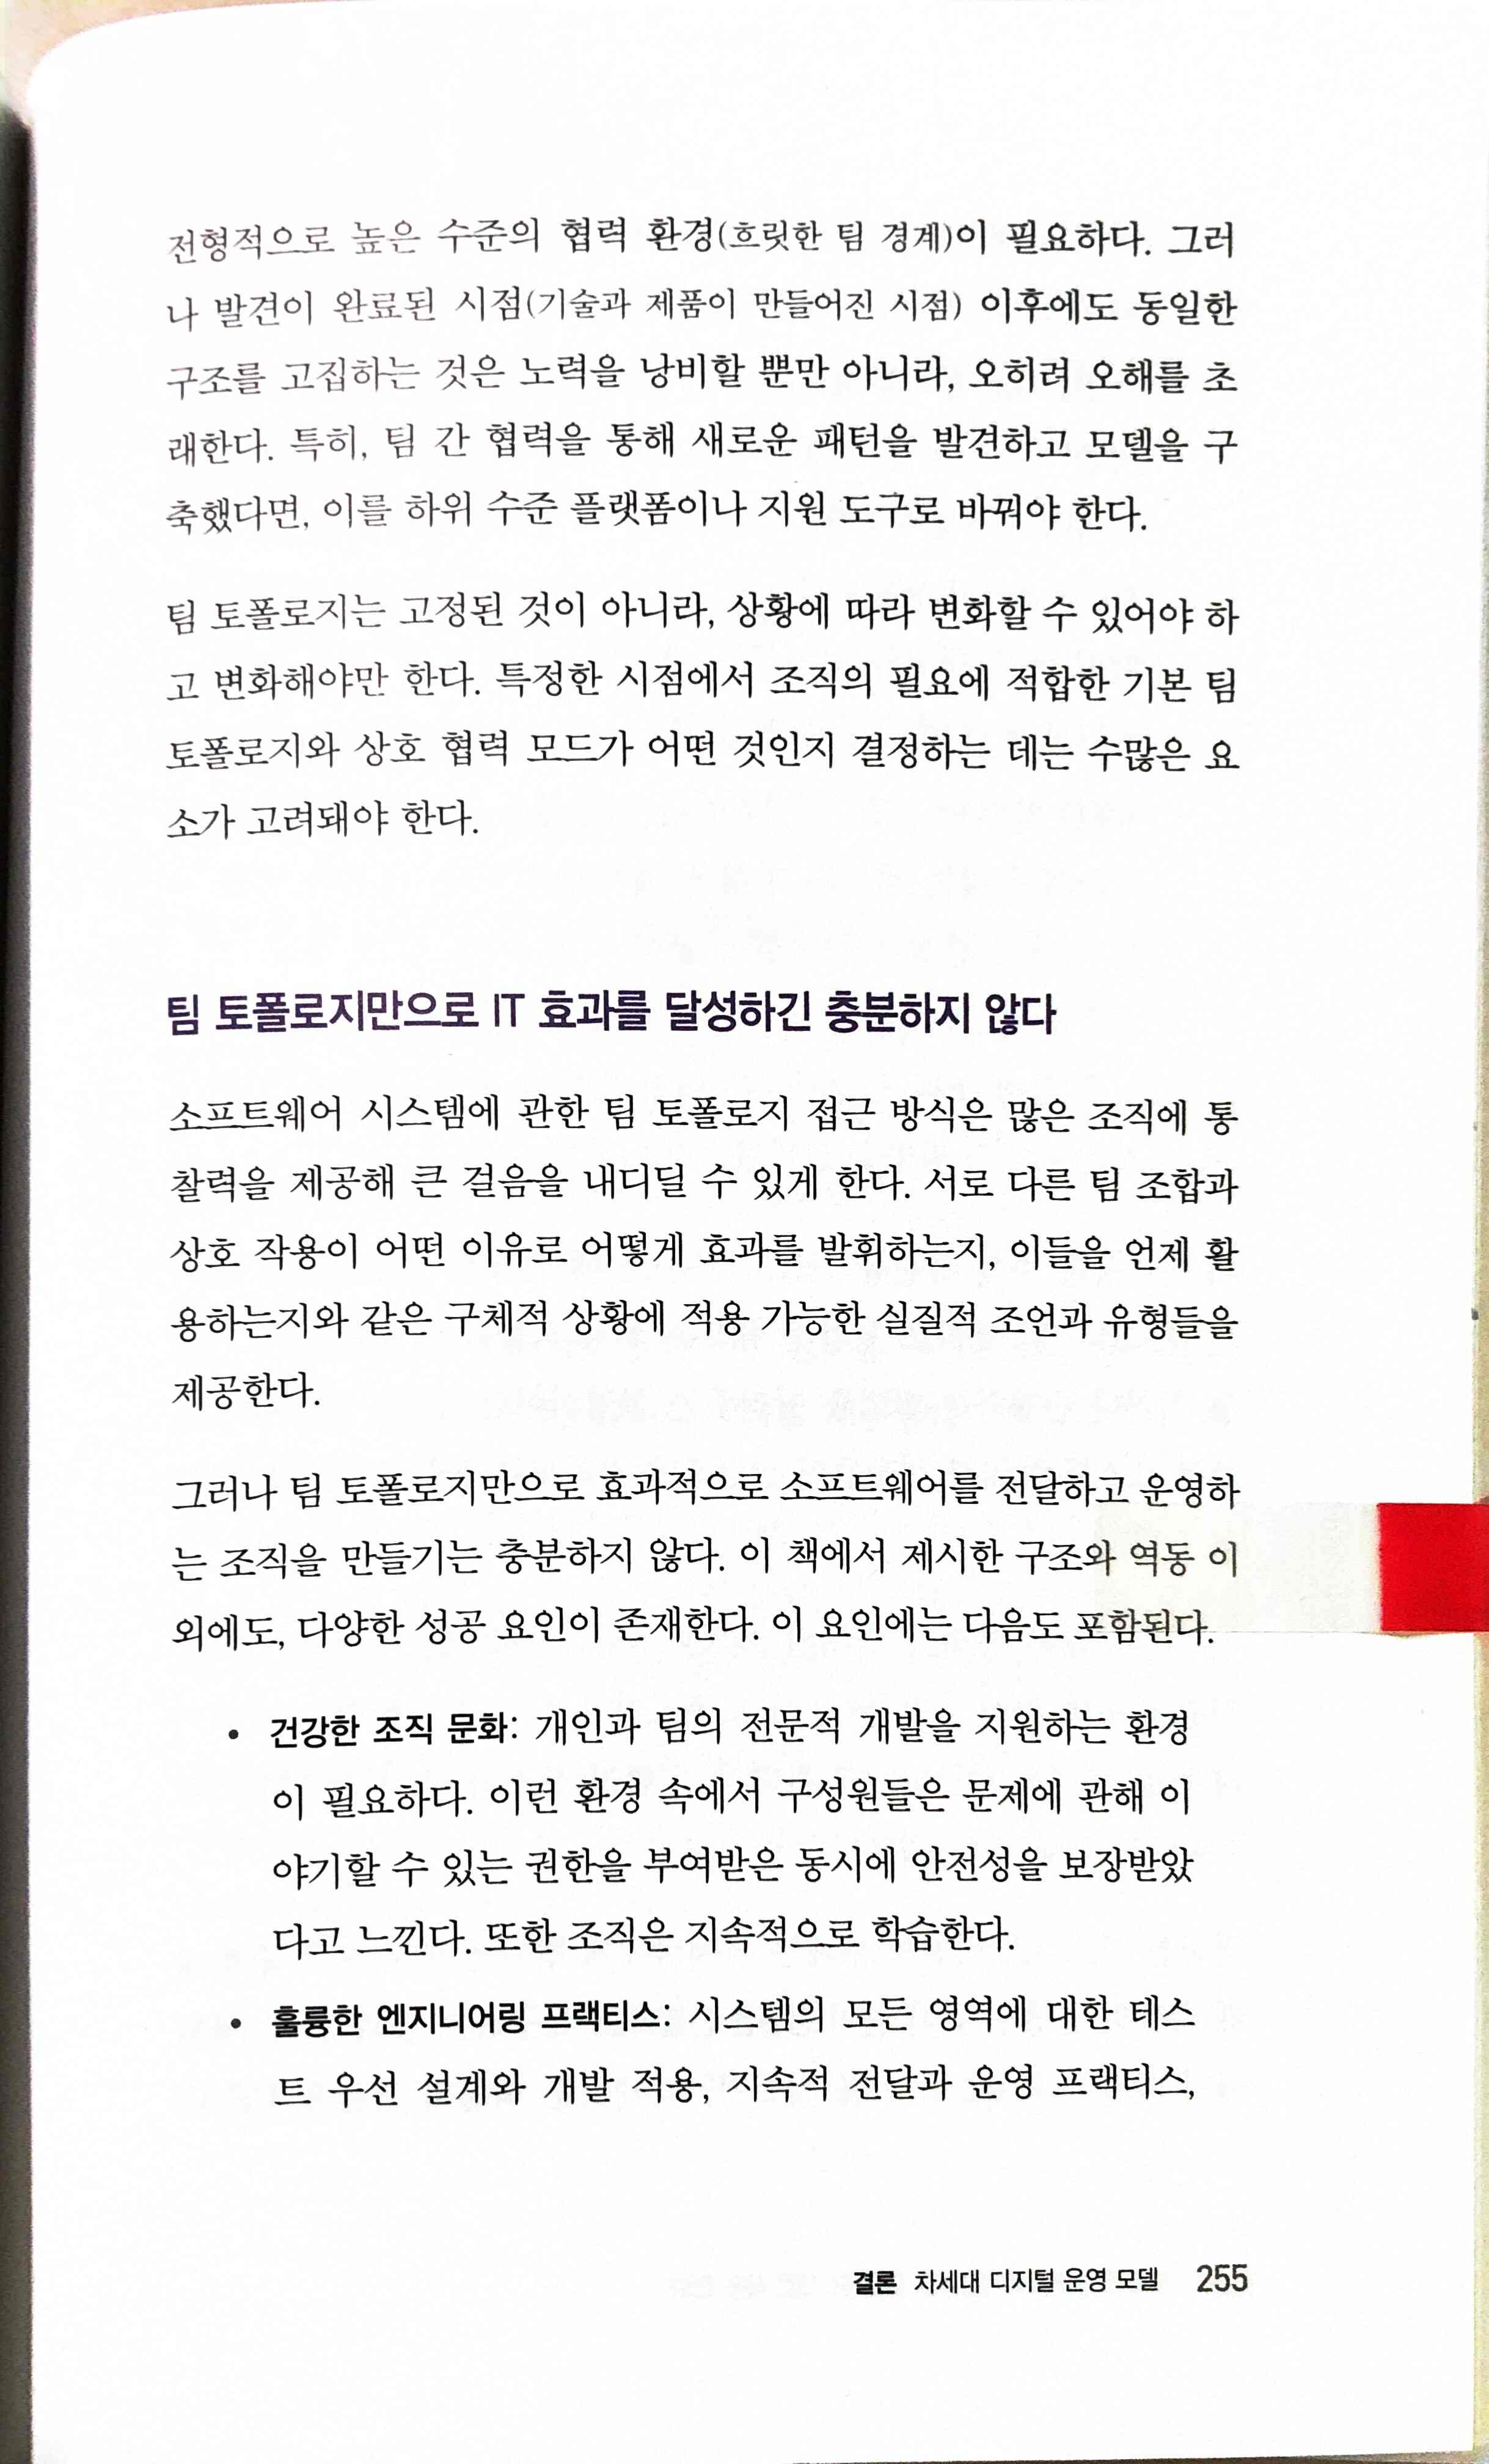 전형적으로 높은 수준의 협력 환경(흐릿한 팀 경계)이 필요하다. 그러
나 발견이 완료된 시점(기술과 제품이 만들어진 시점) 이후에도 동일한
구조를 고집하는 것은 노력을 낭비할 뿐만 아니라, 오히려 오해를 초
래한다. 특히, 팀 간 협력을 통해 새로운 패턴을 발견하고 모델을 구
축했다면, 이를 하위 수준 플랫폼이나 지원 도구로 바꿔야 한다.
팀 토폴로지는 고정된 것이 아니라, 상황에 따라 변화할 수 있어야 하
고 변화해야만 한다. 특정한 시점에서 조직의 필요에 적합한 기본 팀
토폴로지와 상호 협력 모드가 어떤 것인지 결정하는 데는 수많은 요
소가 고려돼야 한다.
팀 토폴로지만으로 IT 효과를 달성하긴 충분하지 않다
소프트웨어 시스템에 관한 팀 토폴로지 접근 방식은 많은 조직에 통
찰력을 제공해 큰 걸음을 내디딜 수 있게 한다. 서로 다른 팀 조합과
상호 작용이 어떤 이유로 어떻게 효과를 발휘하는지, 이들을 언제 활
용하는지와 같은 구체적 상황에 적용 가능한 실질적 조언과 유형들을
제공한다.
그러나 팀 토폴로지만으로 효과적으로 소프트웨어를 전달하고 운영하
는 조직을 만들기는 충분하지 않다. 이 책에서 제시한 구조와 역동 이
외에도, 다양한 성공 요인이 존재한다. 이 요인에는 다음도 포함된다.
• 건강한 조직 문화: 개인과 팀의 전문적 개발을 지원하는 환경
이 필요하다. 이런 환경 속에서 구성원들은 문제에 관해 이
야기할 수 있는 권한을 부여받은 동시에 안전성을 보장받았
다고 느낀다. 또한 조직은 지속적으로 학습한다.
• 훌륭한 엔지니어링 프랙티스: 시스템의 모든 영역에 대한 테스
트 우선 설계와 개발 적용, 지속적 전달과 운영 프랙티스,
결론 차세대 디지털 운영 모델 255